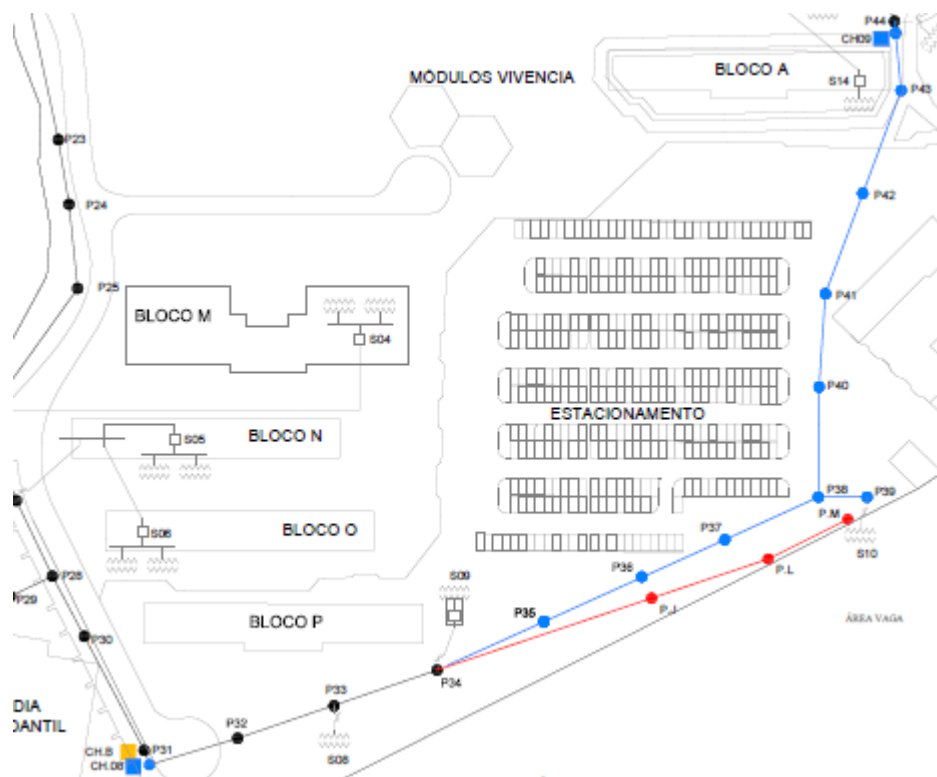 P44
CH09
BLOCO A
S14
P43
MÓDULOS VIVENCIA
P23
P24
P42
P25
P41
BLOCO M
S04
P40
ESTACIONAMENTO
BLOCO N
S05
P38
P39
P.M
BLOCO O
S06
P37
S10
P.L
P28
S09
P36
P29
P.J
P35
BLOCO P
ÁREA VAGA
P30
P34
P33
DIA
DANTIL
P32
S08
P31
CH.B
CH.08